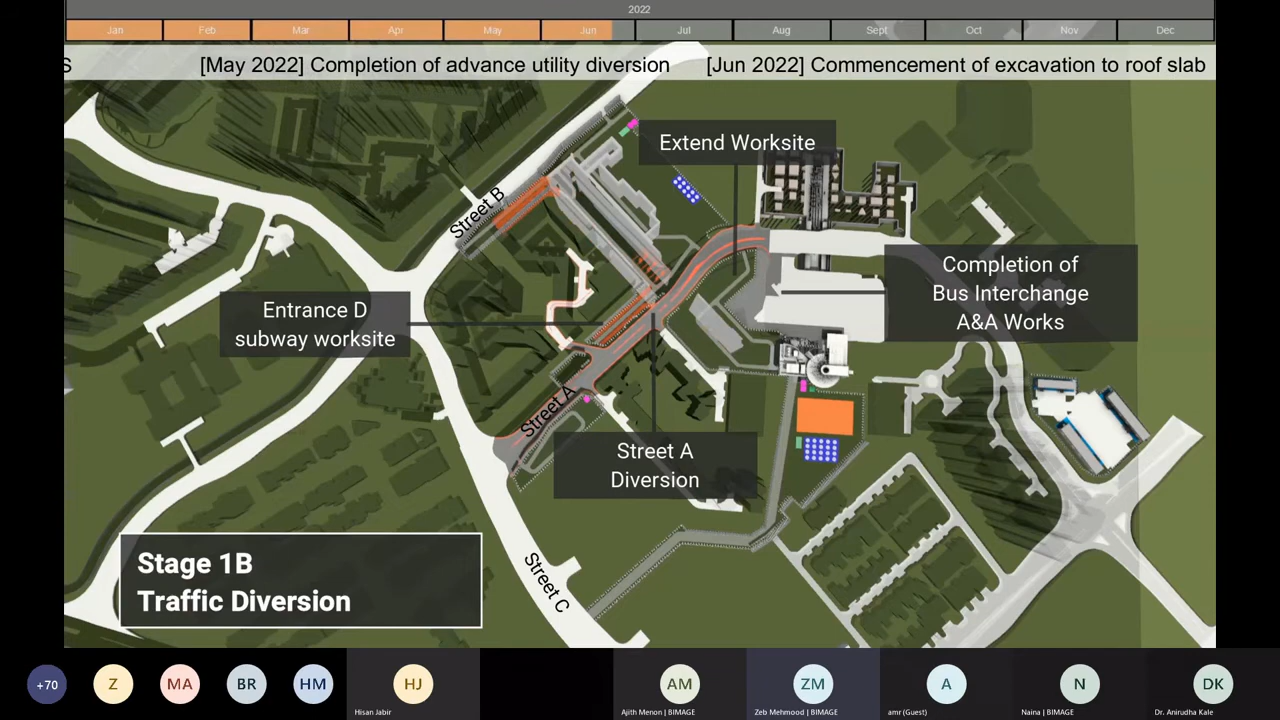 2022
Jan Feb Mar Apr May Jun Jul Aug Sept Oct Nov Dec
S [May 2022] Completion of advance utility diversion [Jun 2022] Commencement of excavation to roof slab
Extend Worksite
Street B
Completion of
Bus Interchange
A&A Works
Entrance D
subway worksite
Street A
Street A
Diversion
Stage 1B
Traffic Diversion
Street C
+70 Z MA BR HM HJ AM ZM A N DK
Hisan Jabir Ajith Menon | BIMAGE Zeb Mehmood | BIMAGE amr (Guest) Naina | BIMAGE Dr. Anirudha Kale